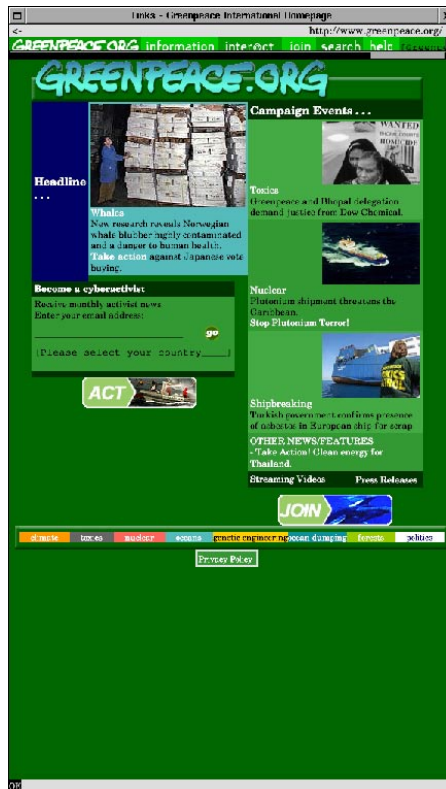 Links - Greenpeace International Homepage
<- http://www.greenpeace.org/
GREENPEACE.ORG information inter@ct join search help
GREENPEACE.ORG
Headline
. . .
Whales
New research reveals Norwegian
whale blubber highly contaminated
and a danger to human health.
Take action against Japanese vote
buying.
Become a cyberactivist
Receive monthly activist news
Enter your email address:
go
[Please select your country____]
ACT
Campaign Events . . .
WANTED
HOMICIDE
Toxics
Greenpeace and Bhopal delegation
demand justice from Dow Chemical.
Nuclear
Plutonium shipment threatens the
Caribbean.
Stop Plutonium Terror!
Shipbreaking
Turkish government confirms presence
of asbestos in European ship for scrap
OTHER NEWS/FEATURES
- Take Action! Clean energy for
Thailand.
Streaming Videos Press Releases
JOIN
climate toxics nuclear oceans genetic engineering ocean dumping forests politics
Privacy Policy
OK